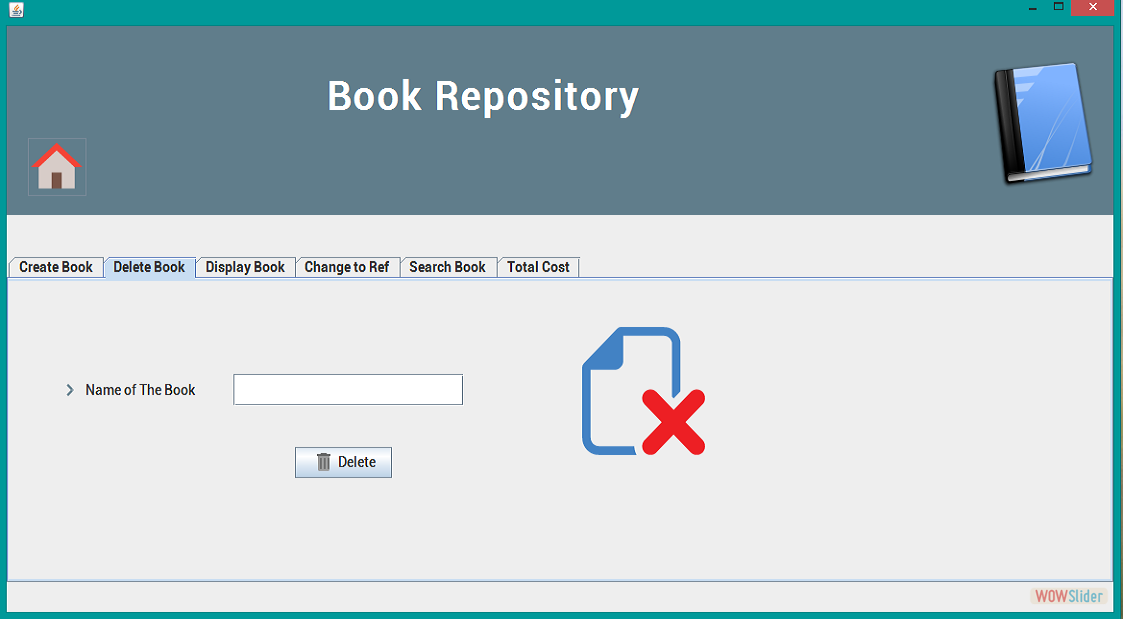 Book Repository
Create Book Delete Book Display Book Change to Ref Search Book Total Cost
Name of The Book
Delete
WOWSlider